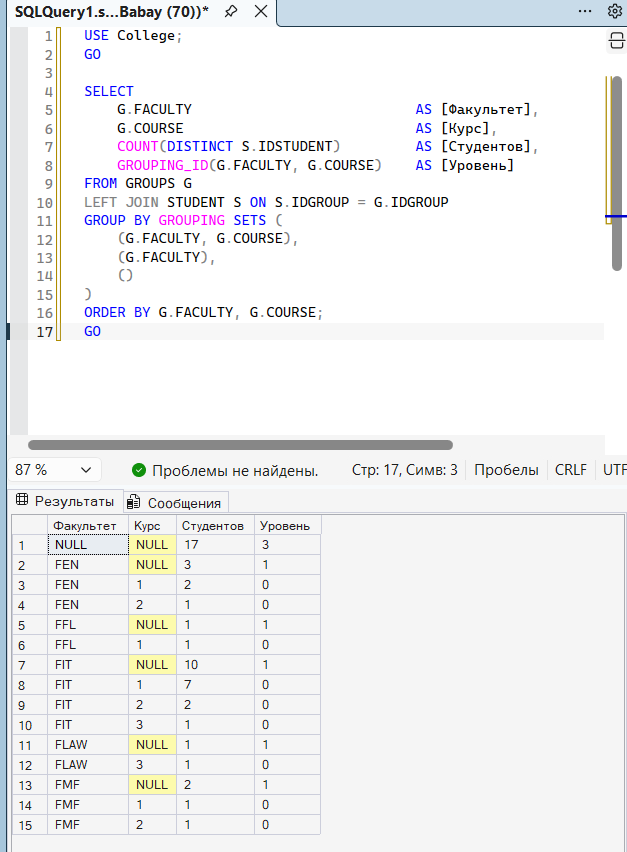 SQLQuery1.s...Babay (70))*
1 USE College;
2 GO
3
4 SELECT
5 G.FACULTY AS [Факультет],
6 G.COURSE AS [Курс],
7 COUNT(DISTINCT S.IDSTUDENT) AS [Студентов],
8 GROUPING_ID(G.FACULTY, G.COURSE) AS [Уровень]
9 FROM GROUPS G
10 LEFT JOIN STUDENT S ON S.IDGROUP = G.IDGROUP
11 GROUP BY GROUPING SETS (
12 (G.FACULTY, G.COURSE),
13 (G.FACULTY),
14 ()
15 )
16 ORDER BY G.FACULTY, G.COURSE;
17 GO
87 % Проблемы не найдены. Стр: 17, Симв: 3 Пробелы CRLF UTF
Результаты Сообщения
Факультет Курс Студентов Уровень
1 NULL NULL 17 3
2 FEN NULL 3 1
3 FEN 1 2 0
4 FEN 2 1 0
5 FFL NULL 1 1
6 FFL 1 1 0
7 FIT NULL 10 1
8 FIT 1 7 0
9 FIT 2 2 0
10 FIT 3 1 0
11 FLAW NULL 1 1
12 FLAW 3 1 0
13 FMF NULL 2 1
14 FMF 1 1 0
15 FMF 2 1 0